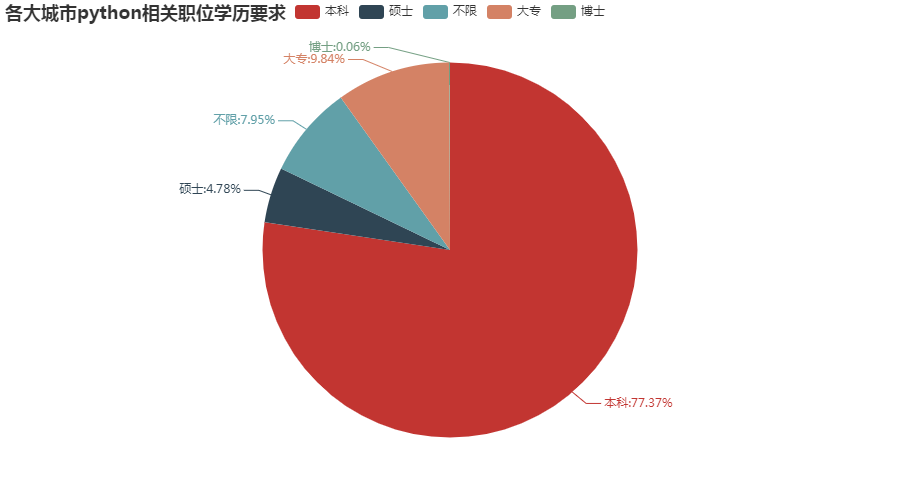 各大城市python相关职位学历要求
本科 硕士 不限 大专 博士
博士:0.06%
大专:9.84%
不限:7.95%
硕士:4.78%
本科:77.37%